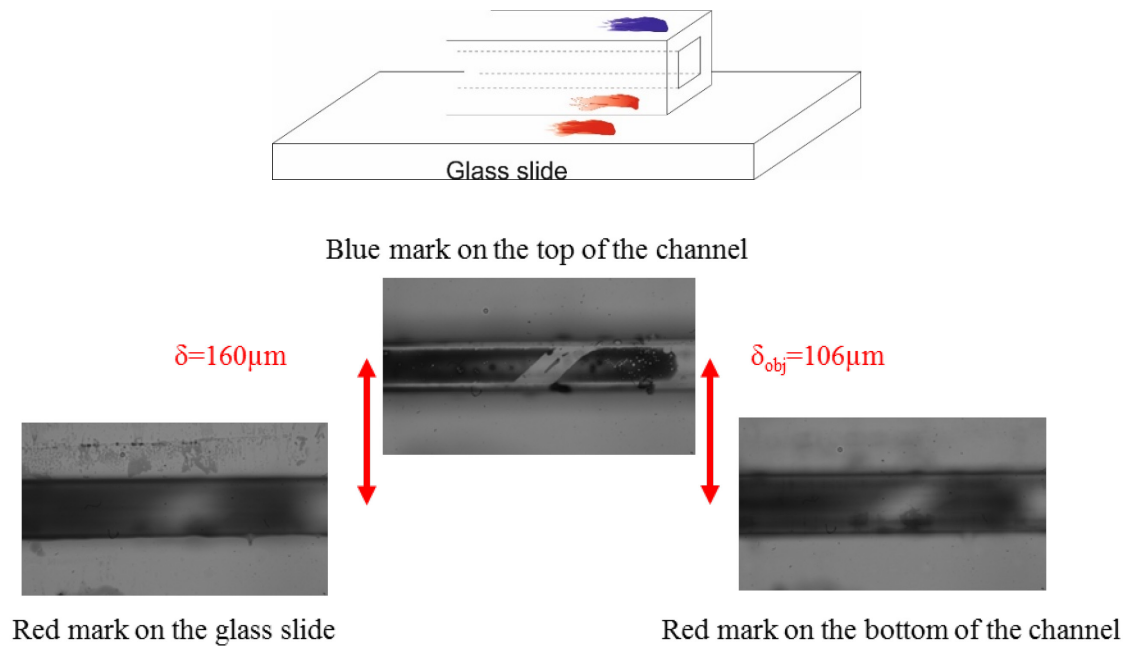 Glass slide
Blue mark on the top of the channel
δ=160µm
δobj=106µm
Red mark on the glass slide
Red mark on the bottom of the channel